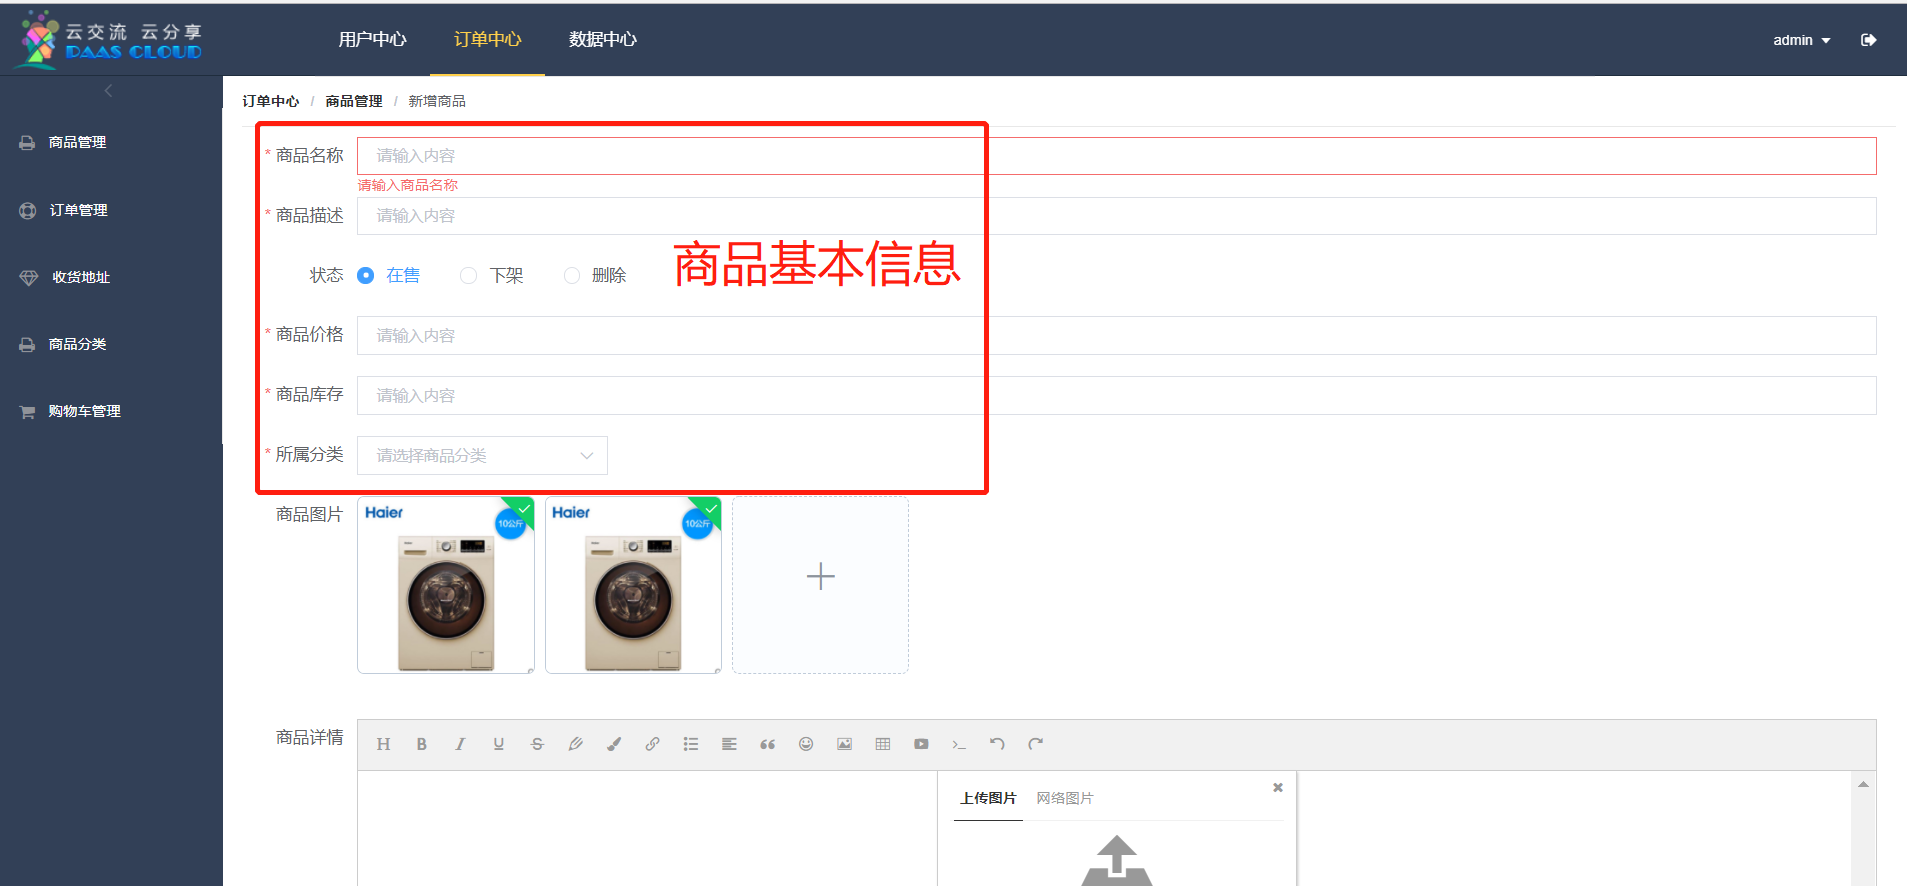 云交流 云分享
PAAS CLOUD
用户中心
订单中心
数据中心
admin
商品管理
订单管理
收货地址
商品分类
购物车管理
订单中心 / 商品管理 / 新增商品
* 商品名称
请输入内容
请输入商品名称
* 商品描述
请输入内容
状态
在售
下架
删除
商品基本信息
* 商品价格
请输入内容
* 商品库存
请输入内容
* 所属分类
请选择商品分类
商品图片
Haier
10公斤
Haier
10公斤
商品详情
上传图片
网络图片